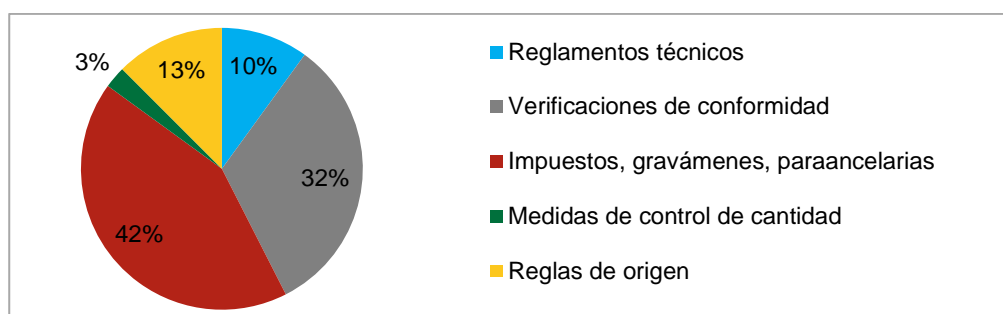 3%
13%
10%
32%
42%
Reglamentos técnicos
Verificaciones de conformidad
Impuestos, gravámenes, paraancelarias
Medidas de control de cantidad
Reglas de origen